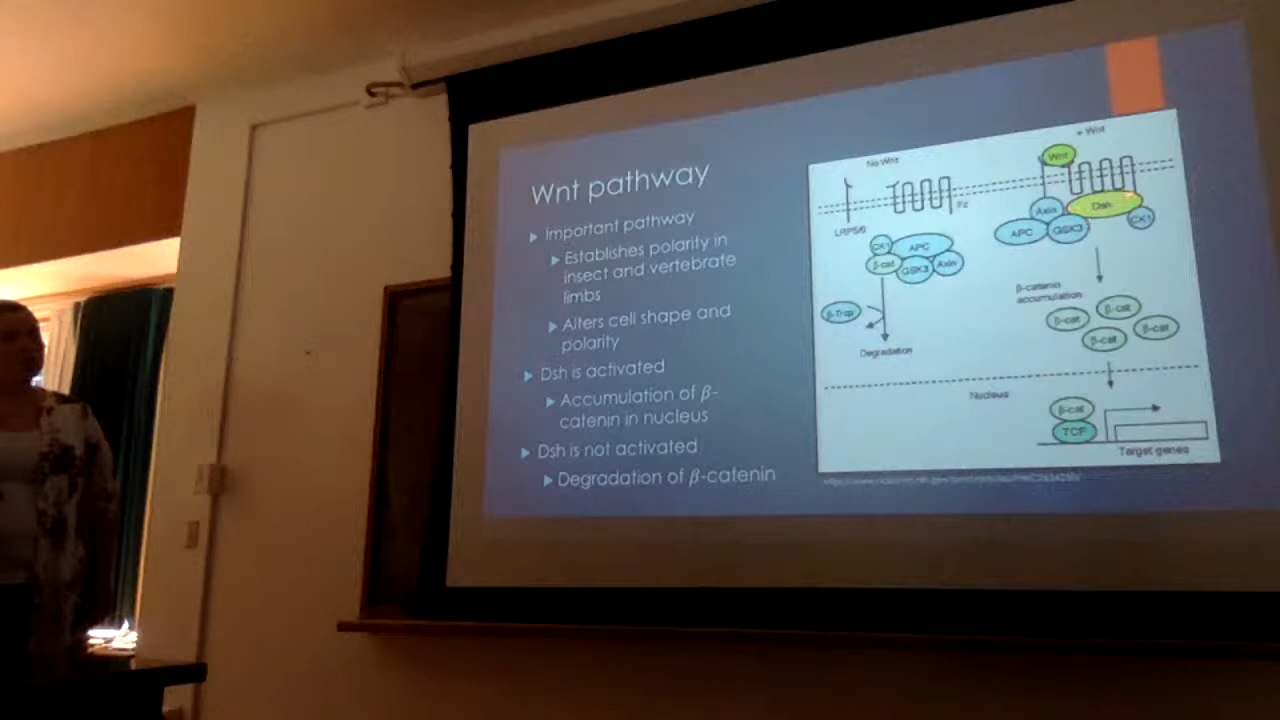 Wnt pathway
Important pathway
Establishes polarity in
insect and vertebrate
limbs
Alters cell shape and
polarity
Dsh is activated
Accumulation of β-
catenin in nucleus
Dsh is not activated
Degradation of β-catenin
No Wnt
LRP5/6
Fz
CK1
APC
β-cat
GSK3
Axin
β-Trcp
Degradation
+ Wnt
Wnt
Axin
Dsh
APC
GSK3
CK1
β-catenin
accumulation
β-cat
β-cat
β-cat
β-cat
Nucleus
β-cat
TCF
Target genes